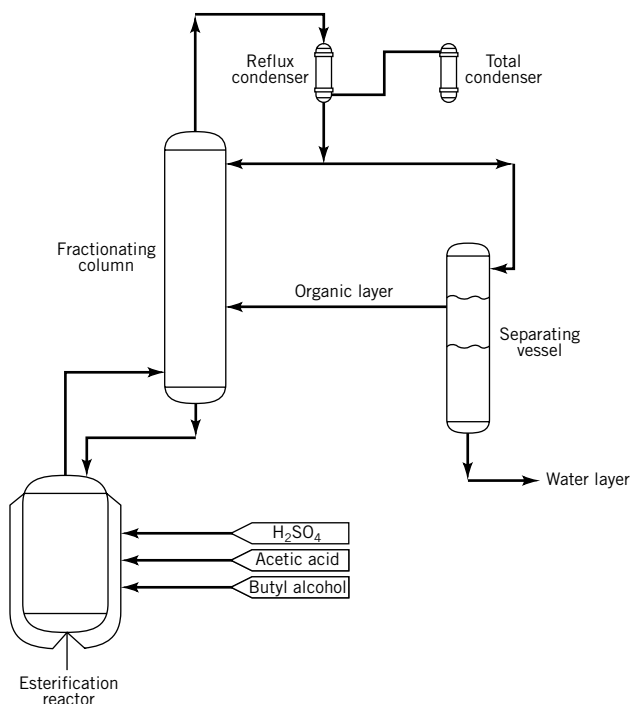 Reflux
condenser
Total
condenser
Fractionating
column
Organic layer
Separating
vessel
Water layer
H₂SO₄
Acetic acid
Butyl alcohol
Esterification
reactor